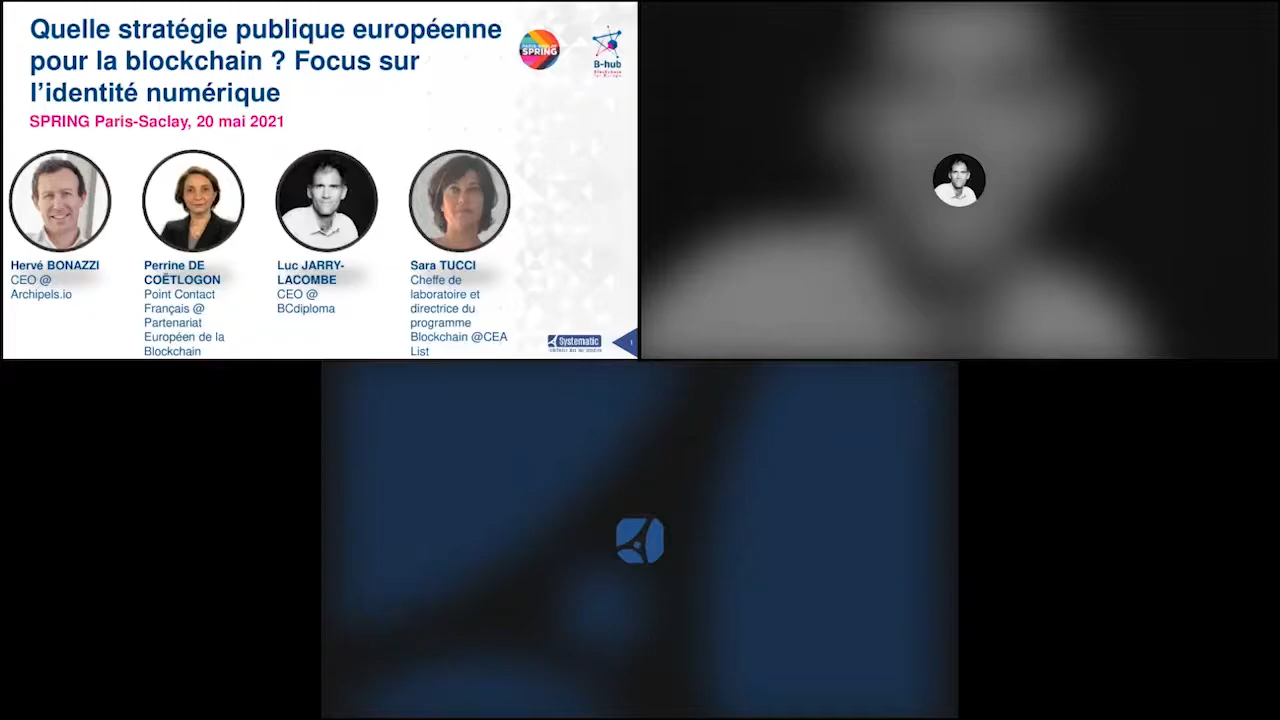 Quelle stratégie publique européenne
pour la blockchain ? Focus sur
l'identité numérique
SPRING Paris-Saclay, 20 mai 2021
SPRING
B-hub
Hervé BONAZZI
CEO @
Archipels.io
Perrine DE
COËTLOGON
Point Contact
Français @
Partenariat
Européen de la
Blockchain
Luc JARRY-
LACOMBE
CEO @
BCdiploma
Sara TUCCI
Cheffe de
laboratoire et
directrice du
programme
Blockchain @CEA
List
Systematic
1